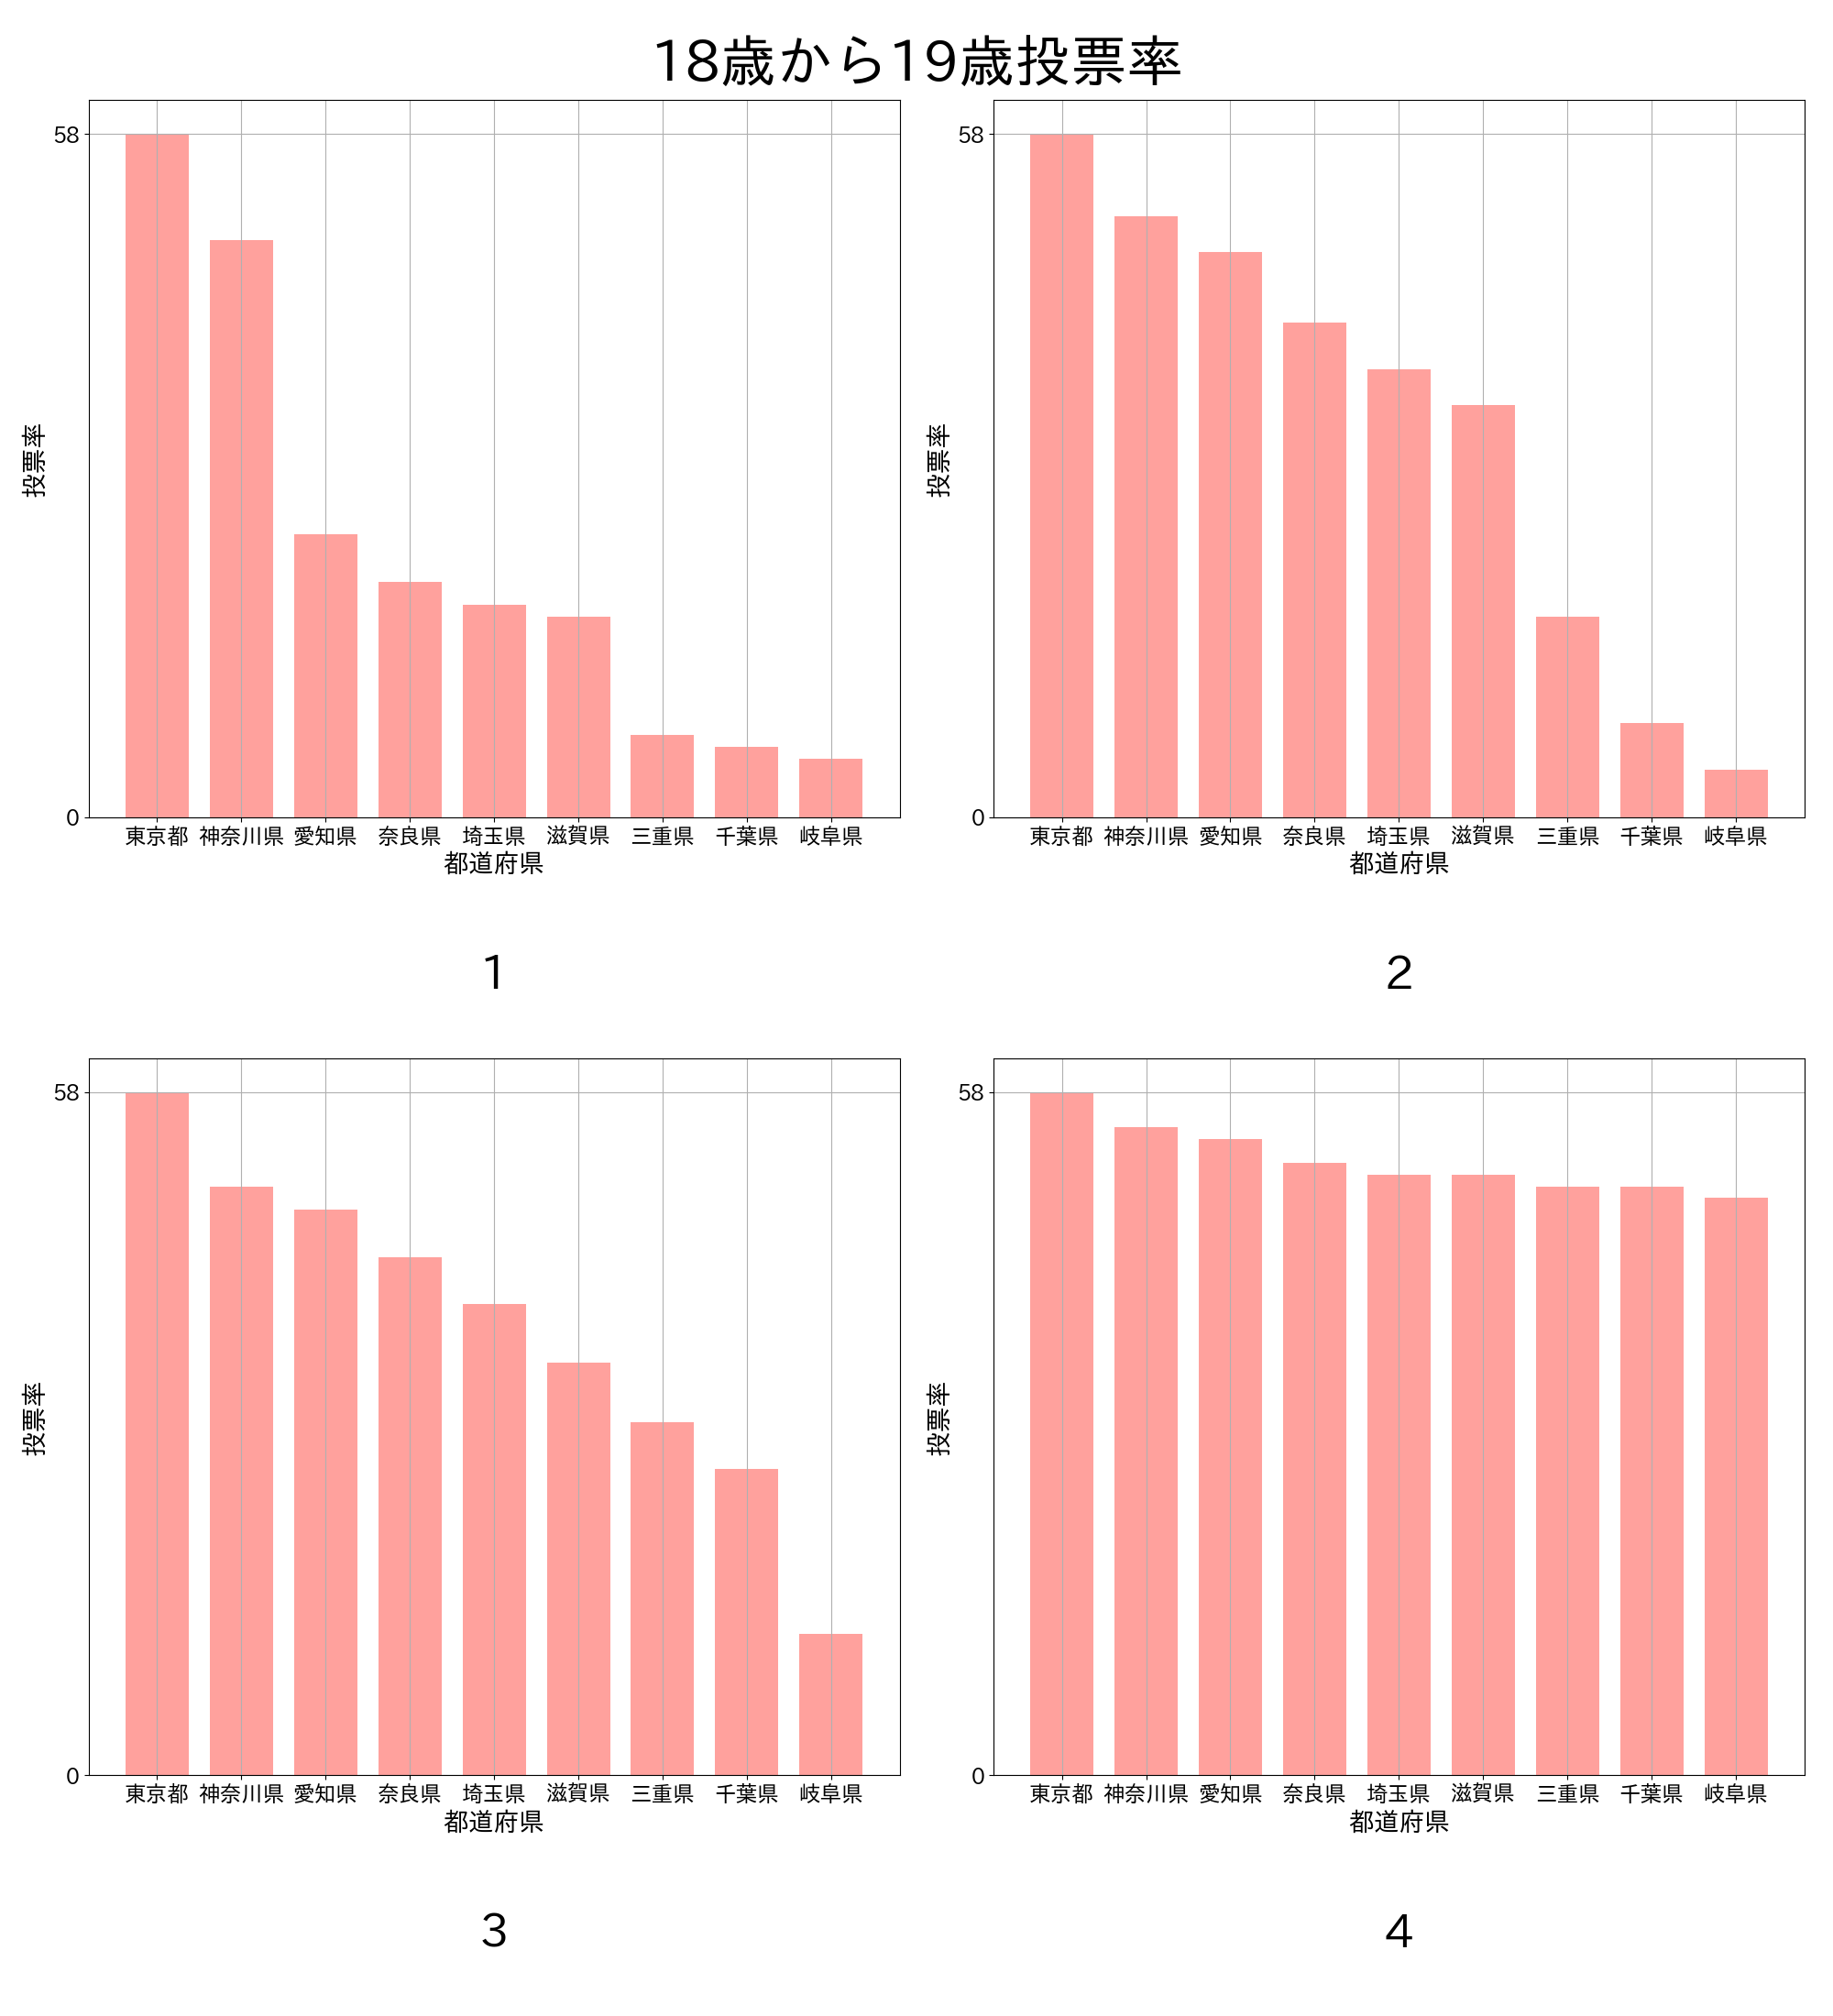 18歳から19歳投票率
58
投票率
0
東京都 神奈川県 愛知県 奈良県 埼玉県 滋賀県 三重県 千葉県 岐阜県
都道府県
1
58
投票率
0
東京都 神奈川県 愛知県 奈良県 埼玉県 滋賀県 三重県 千葉県 岐阜県
都道府県
2
58
投票率
0
東京都 神奈川県 愛知県 奈良県 埼玉県 滋賀県 三重県 千葉県 岐阜県
都道府県
3
58
投票率
0
東京都 神奈川県 愛知県 奈良県 埼玉県 滋賀県 三重県 千葉県 岐阜県
都道府県
4